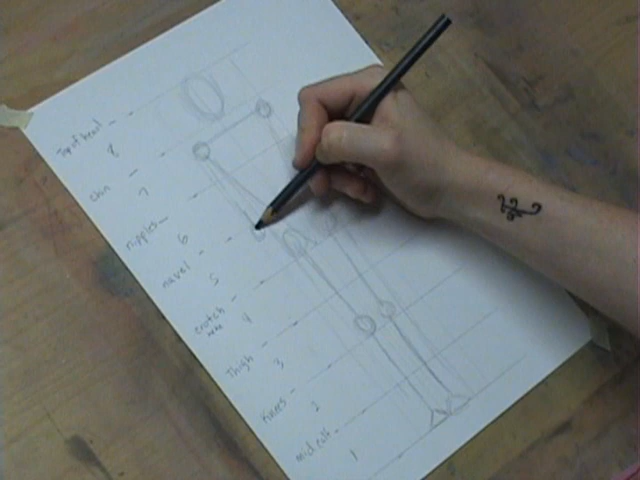 Top of head
8
chin
7
nipples
6
navel
5
crotch
4
Thigh
3
Knees
2
mid calf
1